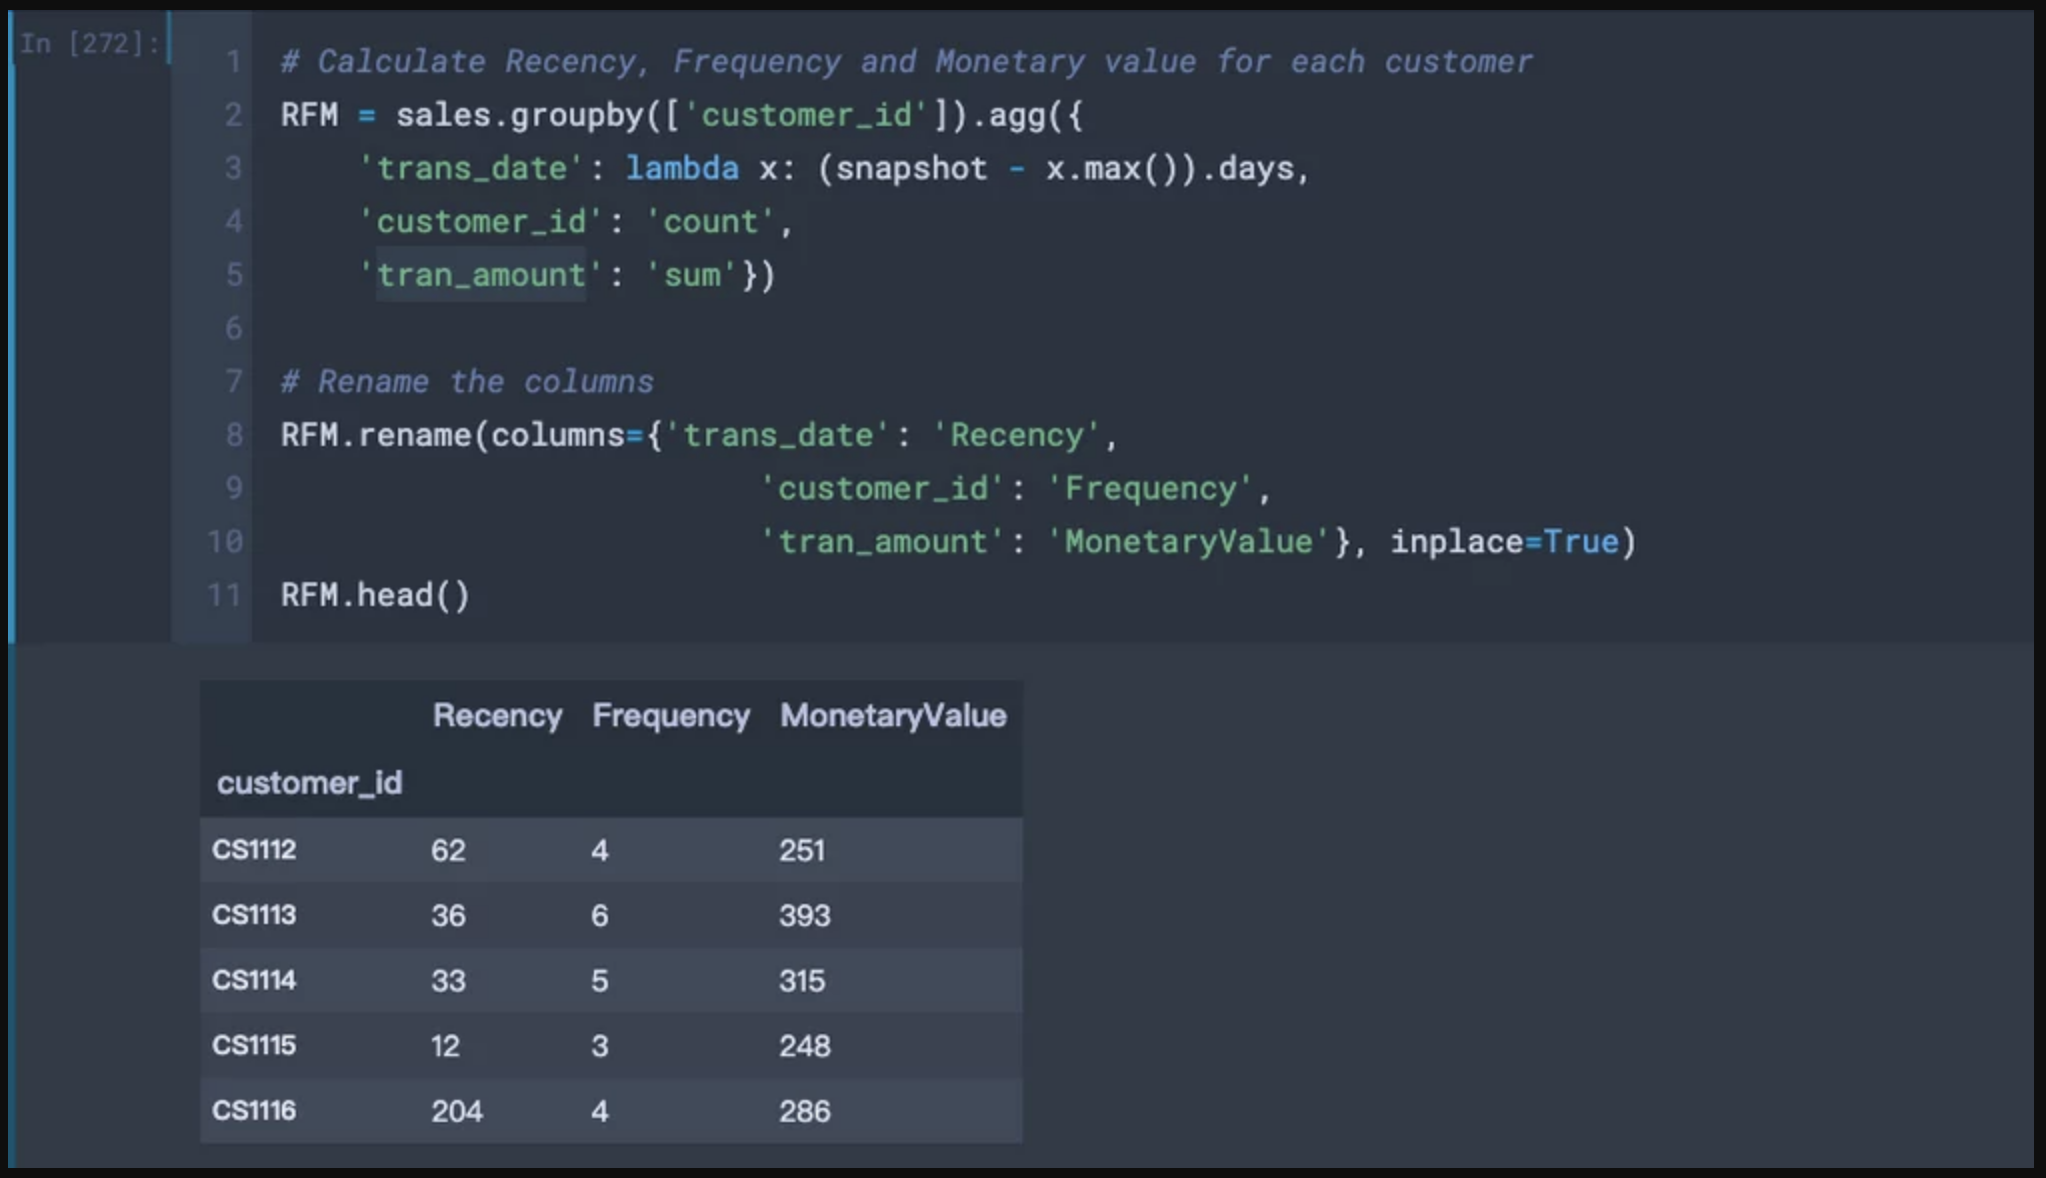 In [272]:
1 # Calculate Recency, Frequency and Monetary value for each customer
2 RFM = sales.groupby(['customer_id']).agg({
3     'trans_date': lambda x: (snapshot - x.max()).days,
4     'customer_id': 'count',
5     'tran_amount': 'sum'})
6
7 # Rename the columns
8 RFM.rename(columns={'trans_date': 'Recency',
9                          'customer_id': 'Frequency',
10                         'tran_amount': 'MonetaryValue'}, inplace=True)
11 RFM.head()
Recency Frequency MonetaryValue
customer_id
CS1112 62 4 251
CS1113 36 6 393
CS1114 33 5 315
CS1115 12 3 248
CS1116 204 4 286